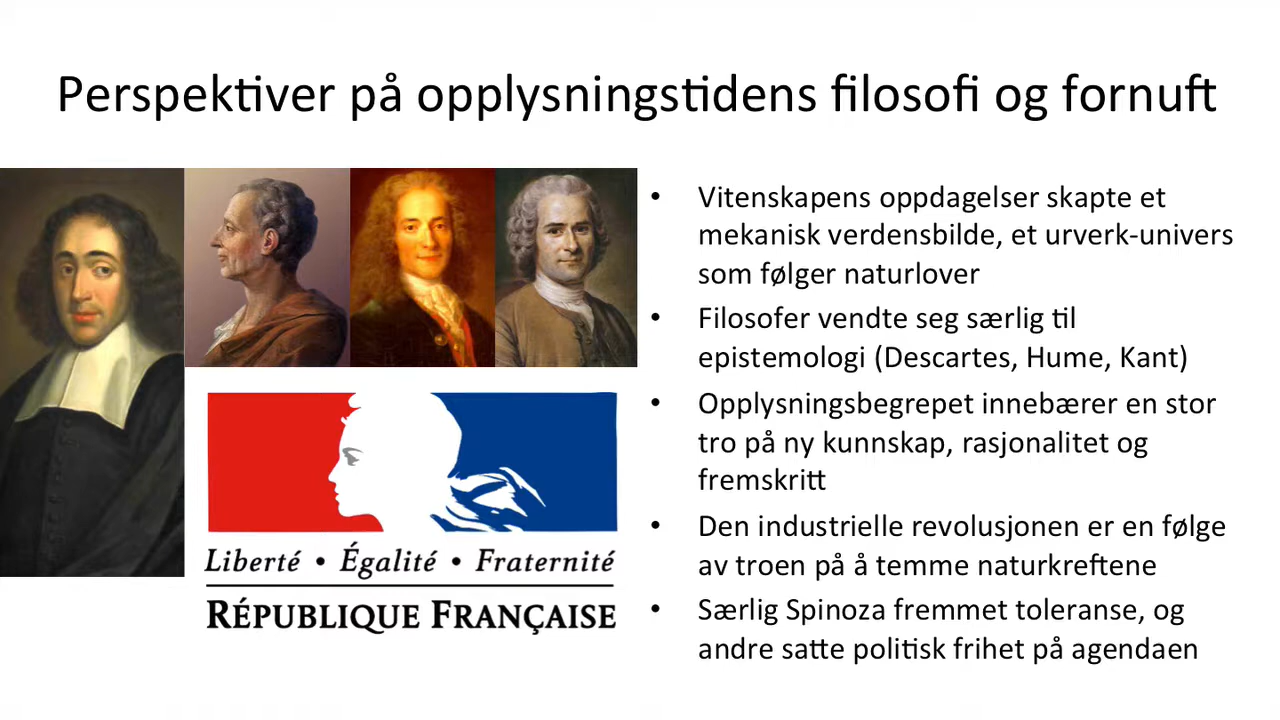 Perspektiver på opplysningstidens filosofi og fornuft
• Vitenskapens oppdagelser skapte et
mekanisk verdensbilde, et urverk-univers
som følger naturlover
• Filosofer vendte seg særlig til
epistemologi (Descartes, Hume, Kant)
• Opplysningsbegrepet innebærer en stor
tro på ny kunnskap, rasjonalitet og
fremskritt
• Den industrielle revolusjonen er en følge
av troen på å temme naturkreftene
• Særlig Spinoza fremmet toleranse, og
andre satte politisk frihet på agendaen
Liberté • Égalité • Fraternité
RÉPUBLIQUE FRANÇAISE